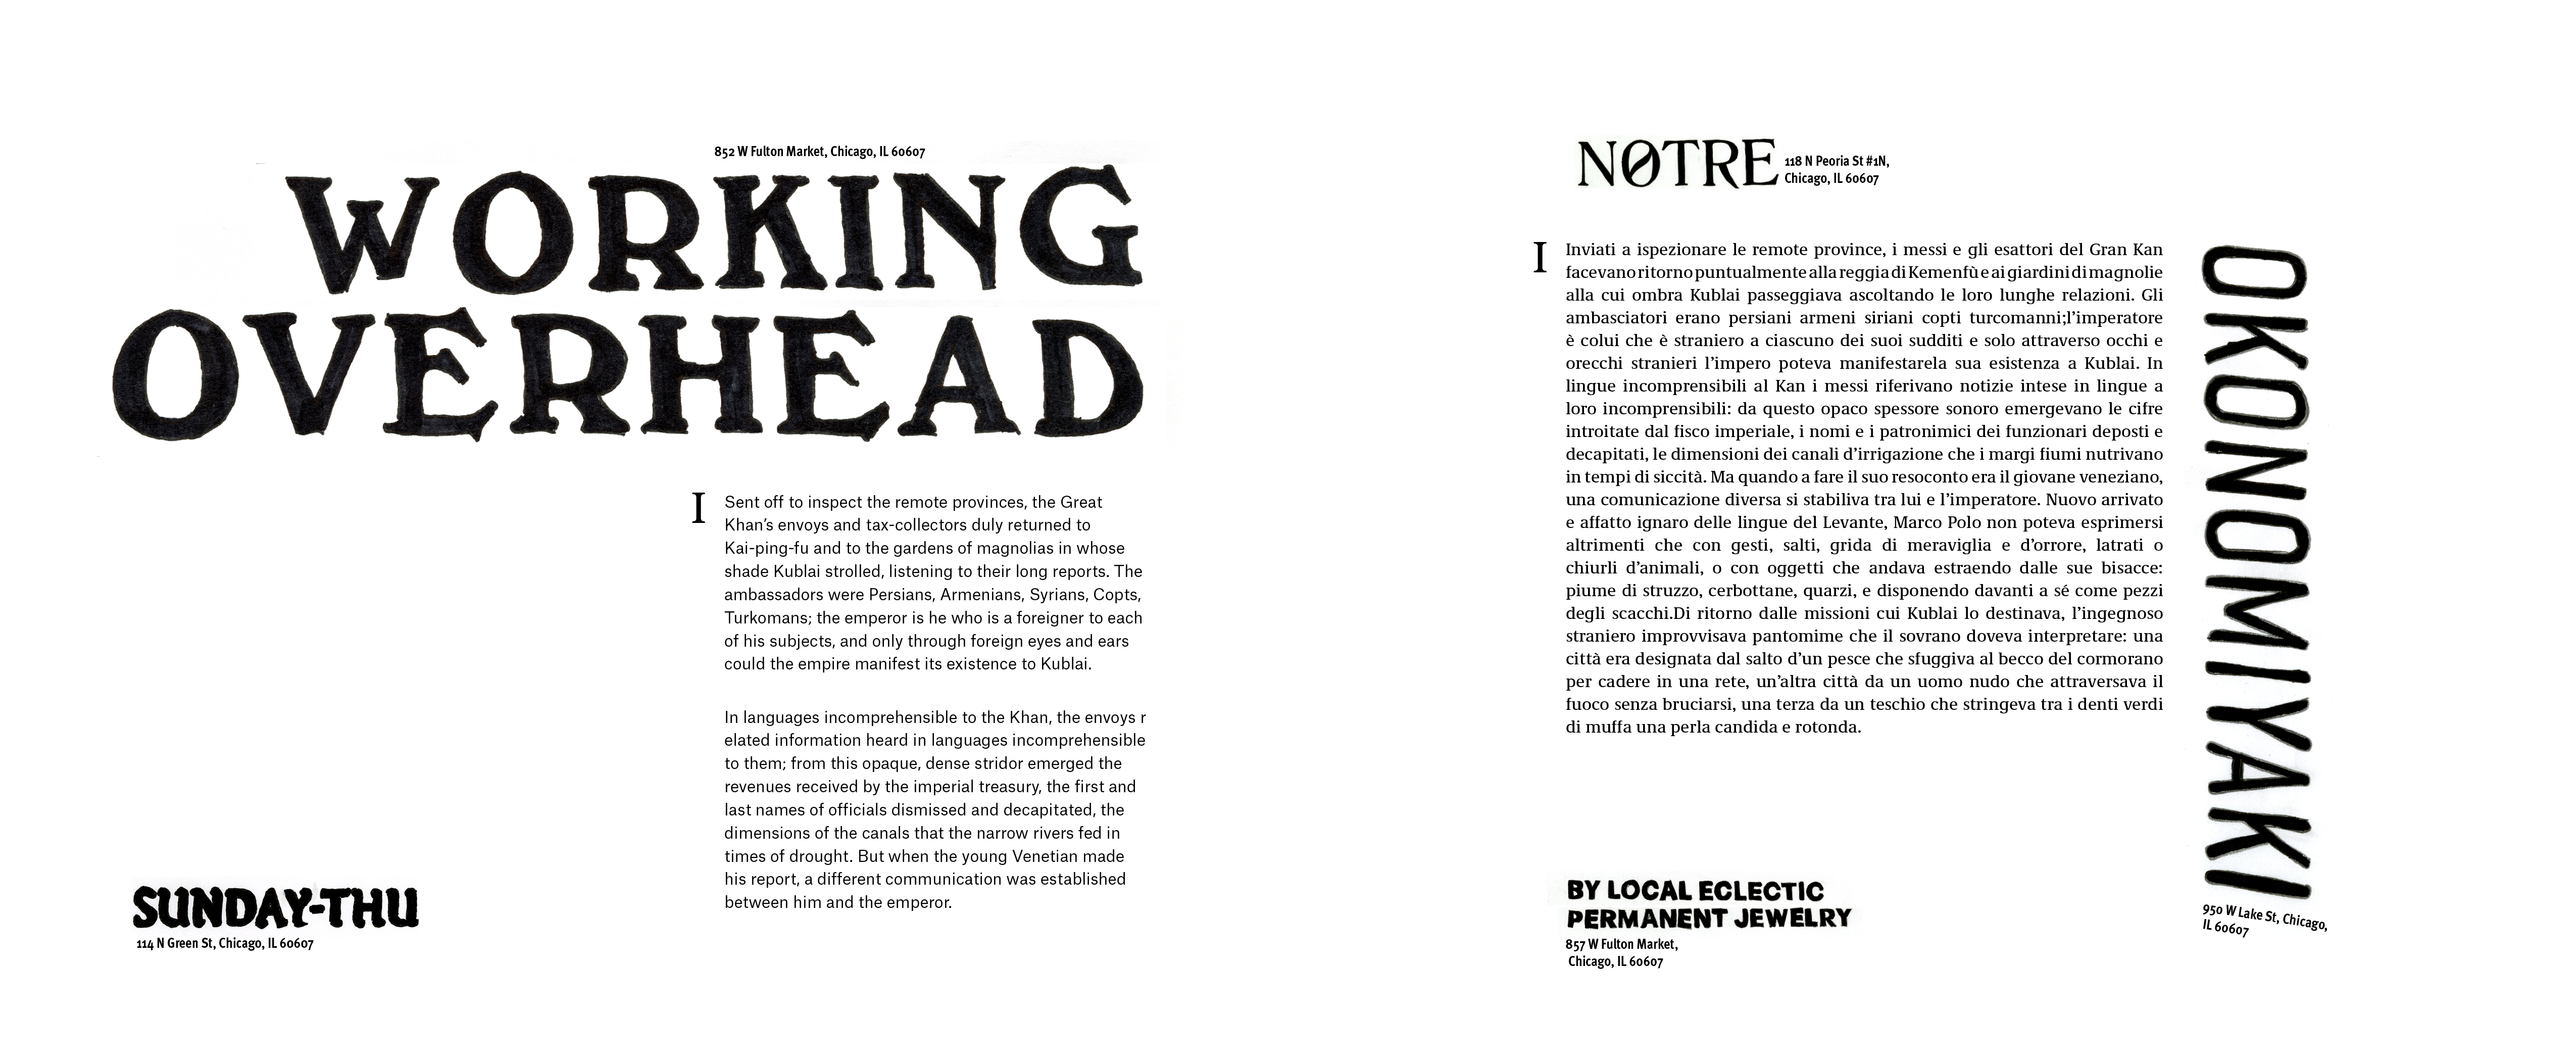 852 W Fulton Market, Chicago, IL 60607
WORKING
OVERHEAD
I
Sent off to inspect the remote provinces, the Great
Khan’s envoys and tax-collectors duly returned to
Kai-ping-fu and to the gardens of magnolias in whose
shade Kublai strolled, listening to their long reports. The
ambassadors were Persians, Armenians, Syrians, Copts,
Turkomans; the emperor is he who is a foreigner to each
of his subjects, and only through foreign eyes and ears
could the empire manifest its existence to Kublai.
In languages incomprehensible to the Khan, the envoys r
elated information heard in languages incomprehensible
to them; from this opaque, dense stridor emerged the
revenues received by the imperial treasury, the first and
last names of officials dismissed and decapitated, the
dimensions of the canals that the narrow rivers fed in
times of drought. But when the young Venetian made
his report, a different communication was established
between him and the emperor.
SUNDAY-THU
114 N Green St, Chicago, IL 60607
NØTRE
118 N Peoria St #1N,
Chicago, IL 60607
I
Inviati a ispezionare le remote province, i messi e gli esattori del Gran Kan
facevano ritorno puntualmente alla reggia di Kemenfù e ai giardini di magnolie
alla cui ombra Kublai passeggiava ascoltando le loro lunghe relazioni. Gli
ambasciatori erano persiani armeni siriani copti turcomanni;l’imperatore
è colui che è straniero a ciascuno dei suoi sudditi e solo attraverso occhi e
orecchi stranieri l’impero poteva manifestarela sua esistenza a Kublai. In
lingue incomprensibili al Kan i messi riferivano notizie intese in lingue a
loro incomprensibili: da questo opaco spessore sonoro emergevano le cifre
introitate dal fisco imperiale, i nomi e i patronimici dei funzionari deposti e
decapitati, le dimensioni dei canali d’irrigazione che i margi fiumi nutrivano
in tempi di siccità. Ma quando a fare il suo resoconto era il giovane veneziano,
una comunicazione diversa si stabiliva tra lui e l’imperatore. Nuovo arrivato
e affatto ignaro delle lingue del Levante, Marco Polo non poteva esprimersi
altrimenti che con gesti, salti, grida di meraviglia e d’orrore, latrati o
chiurli d’animali, o con oggetti che andava estraendo dalle sue bisacce:
piume di struzzo, cerbottane, quarzi, e disponendo davanti a sé come pezzi
degli scacchi.Di ritorno dalle missioni cui Kublai lo destinava, l’ingegnoso
straniero improvvisava pantomime che il sovrano doveva interpretare: una
città era designata dal salto d’un pesce che sfuggiva al becco del cormorano
per cadere in una rete, un’altra città da un uomo nudo che attraversava il
fuoco senza bruciarsi, una terza da un teschio che stringeva tra i denti verdi
di muffa una perla candida e rotonda.
OKONOMIYAKI
950 W Lake St, Chicago,
IL 60607
BY LOCAL ECLECTIC
PERMANENT JEWELRY
857 W Fulton Market,
Chicago, IL 60607